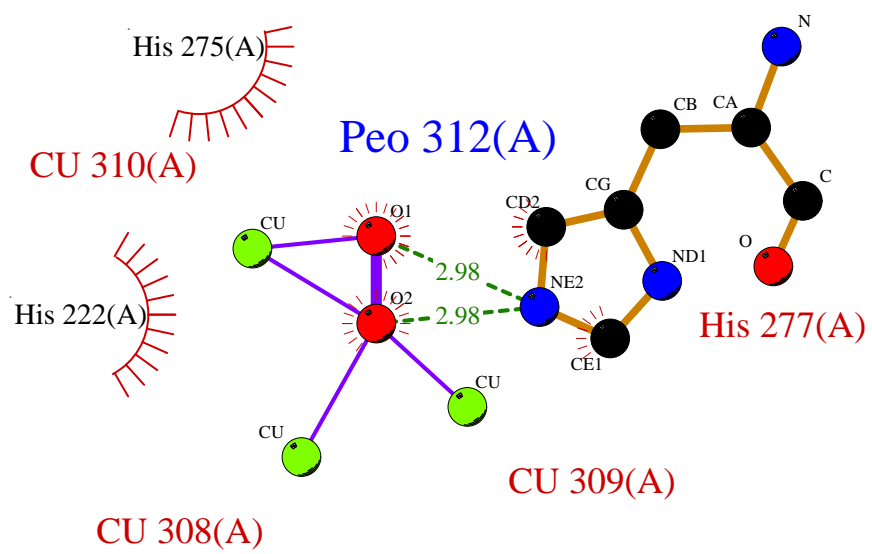 N
His 275(A)
Peo 312(A)
CB
CA
CU 310(A)
CG
C
CD2
O1
CU
O
ND1
2.98
NE2
O2
His 222(A)
2.98
His 277(A)
CE1
CU
CU
CU 309(A)
CU 308(A)